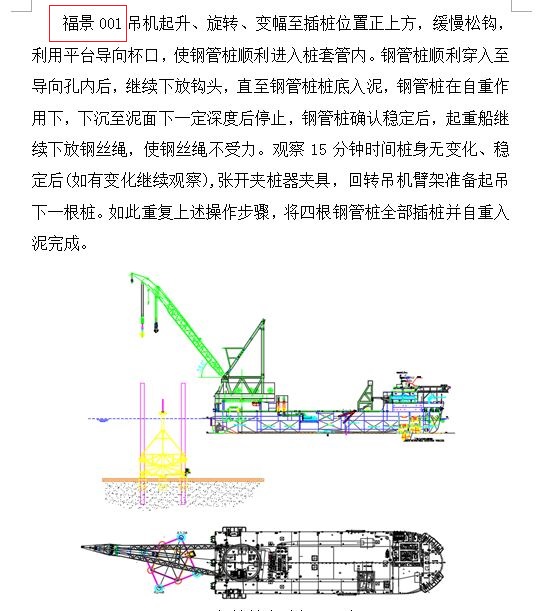 福景 001 吊机起升、旋转、变幅至插桩位置正上方，缓慢松钩，
利用平台导向杯口，使钢管桩顺利进入桩套管内。钢管桩顺利穿入至
导向孔内后，继续下放钩头，直至钢管桩桩底入泥，钢管桩在自重作
用下，下沉至泥面下一定深度后停止，钢管桩确认稳定后，起重船继
续下放钢丝绳，使钢丝绳不受力。观察 15 分钟时间桩身无变化、稳
定后(如有变化继续观察),张开夹桩器夹具，回转吊机臂架准备起吊
下一根桩。如此重复上述操作步骤，将四根钢管桩全部插桩并自重入
泥完成。